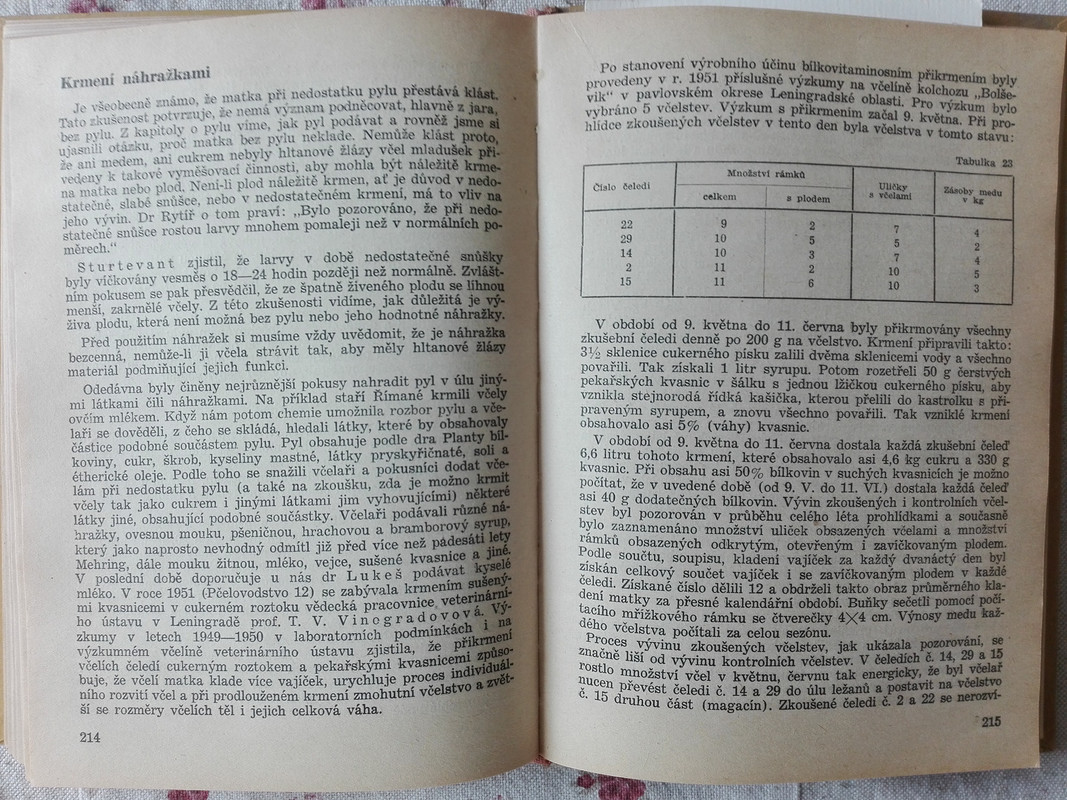 Krmení náhražkami
Je všeobecně známo, že matka při nedostatku pylu přestává klást.
Tato zkušenost potvrzuje, že nemá význam podněcovat, hlavně z jara,
bez pylu. Z kapitoly o pylu víme, jak pyl podávat a rovněž jsme si
ujasnili otázku, proč matka bez pylu neklade. Nemůže klást proto,
že ani medem, ani cukrem nebyly hltanové žlázy včel mladušek při-
vedeny k takové vyměšovací činnosti, aby mohla být náležitě krme-
na matka nebo plod. Není-li plod náležitě krmen, ať je důvod v nedo-
statečné, slabé snůšce, nebo v nedostatečném krmení, má to vliv na
jeho vývin. Dr Rytíř o tom praví: „Bylo pozorováno, že při nedo-
statečné snůšce rostou larvy mnohem pomaleji než v normálních po-
měrech.“
Sturtevant zjistil, že larvy v době nedostatečné snůšky
byly víčkovány vesměs o 18—24 hodin později než normálně. Zvlášt-
ním pokusem se pak přesvědčil, že ze špatně živeného plodu se líhnou
menší, zakrnělé včely. Z této zkušenosti vidíme, jak důležitá je vý-
živa plodu, která není možná bez pylu nebo jeho hodnotné náhražky.
Před použitím náhražek si musíme vždy uvědomit, že je náhražka
bezcenná, nemůže-li ji včela strávit tak, aby měly hltanové žlázy
materiál podmiňující jejich funkci.
Odedávna byly činěny nejrůznější pokusy nahradit pyl v úlu jiný-
mi látkami čili náhražkami. Na příklad staří Římané krmili včely
ovčím mlékem. Když nám potom chemie umožnila rozbor pylu a vče-
laři se dověděli, z čeho se skládá, hledali látky, které by obsahovaly
částice podobné součástem pylu. Pyl obsahuje podle dra Planty bíl-
koviny, cukr, škrob, kyselíny mastné, látky pryskyřičnaté, soli a
étherické oleje. Podle toho se snažili včelaři a pokusníci dodat vče-
lám při nedostatku pylu (a také na zkoušku, zda je možno krmit
včely tak jako cukrem i jinými látkami jim vyhovujícími) některé
látky jiné, obsahující podobné součástky. Včelaři podávali různé ná-
hražky, ovesnou mouku, pšeničnou, hrachovou a bramborový syrup,
který jako naprosto nevhodný odmítl již před více než padesáti lety
Mehring, dále mouku žitnou, mléko, vejce, sušené kvasnice a jiné.
V poslední době doporučuje u nás dr Lukeš podávat kyselé
mléko. V roce 1951 (Pčelovodstvo 12) se zabývala krmením sušený-
mi kvasnicemi v cukerném roztoku vědecká pracovnice veterinární-
ho ústavu v Leningradě prof. T. V. Vinogradovová. Vý-
zkumy v letech 1949—1950 v laboratorních podmínkách i na
výzkumném včelíně veterinárního ústavu zjistila, že přikrmení
včelích čeledí cukerným roztokem a pekařskými kvasnicemi způso-
buje, že včelí matka klade více vajíček, urychluje proces individuál-
ního rozvití včel a při prodlouženém krmení zmohutní včelstvo a zvět-
ší se rozměry včelích těl i jejich celková váha.
214
Po stanovení výrobního účinu bílkovitaminosním přikrmením byly
provedeny v r. 1951 příslušné výzkumy na včelíně kolchozu „Bolše-
vik“ v pavlovském okrese Leningradské oblasti. Pro výzkum bylo
vybráno 5 včelstev. Výzkum s přikrmením začal 9. května. Při pro-
hlídce zkoušených včelstev v tento den byla včelstva v tomto stavu:
Tabulka 23
Číslo čeledi Množství rámků Uličky s včelami Zásoby medu v kg
celkem s plodem
22 9 2 7 4
29 10 5 5 2
14 10 3 7 4
2 11 2 10 5
15 11 6 10 3
V období od 9. května do 11. června byly přikrmovány všechny
zkušební čeledi denně po 200 g na včelstvo. Krmení připravili takto:
3½ sklenice cukerného písku zalili dvěma sklenicemi vody a všechno
povařili. Tak získali 1 litr syrupu. Potom rozetřeli 50 g čerstvých
pekařských kvasnic v šálku s jednou lžičkou cukerného písku, aby
vznikla stejnorodá řídká kašička, kterou přelili do kastrolku s při-
praveným syrupem, a znovu všechno povařili. Tak vzniklé krmení
obsahovalo asi 5% (váhy) kvasnic.
V období od 9. května do 11. června dostala každá zkušební čeleď
6,6 litru tohoto krmení, které obsahovalo asi 4,6 kg cukru a 330 g
kvasnic. Při obsahu asi 50% bílkovin v suchých kvasnicích je možno
počítat, že v uvedené době (od 9. V. do 11. VI.) dostala každá čeleď
asi 40 g dodatečných bílkovin. Vývin zkoušených i kontrolních včel-
stev byl pozorován v průběhu celého léta prohlídkami a současně
bylo zaznamenáno množství uliček obsazených včelami a množství
rámků obsazených odkrytým, otevřeným i zavíčkovaným plodem.
Podle součtu, soupisu, kladení vajíček za každý dvanáctý den byl
získán celkový součet vajíček i se zavíčkovaným plodem v každé
čeledi. Získané číslo dělili 12 a obdrželi takto obraz průměrného kla-
dení matky za přesné kalendářní období. Buňky sečetli pomocí počí-
tacího mřížkového rámku se čtverečky 4×4 cm. Výnosy medu kaž-
dého včelstva počítali za celou sezónu.
Proces vývinu zkoušených včelstev, jak ukázala pozorování, se
značně liší od vývinu kontrolních včelstev. V čeledích č. 14, 29 a 15
rostlo množství včel v květnu, červnu tak energicky, že byl včelař
nucen převést čeledi č. 14 a 29 do úlu ležanů a postavit na včelstvo
č. 15 druhou část (magacín). Zkoušené čeledi č. 2 a 22 se nerozví-
215